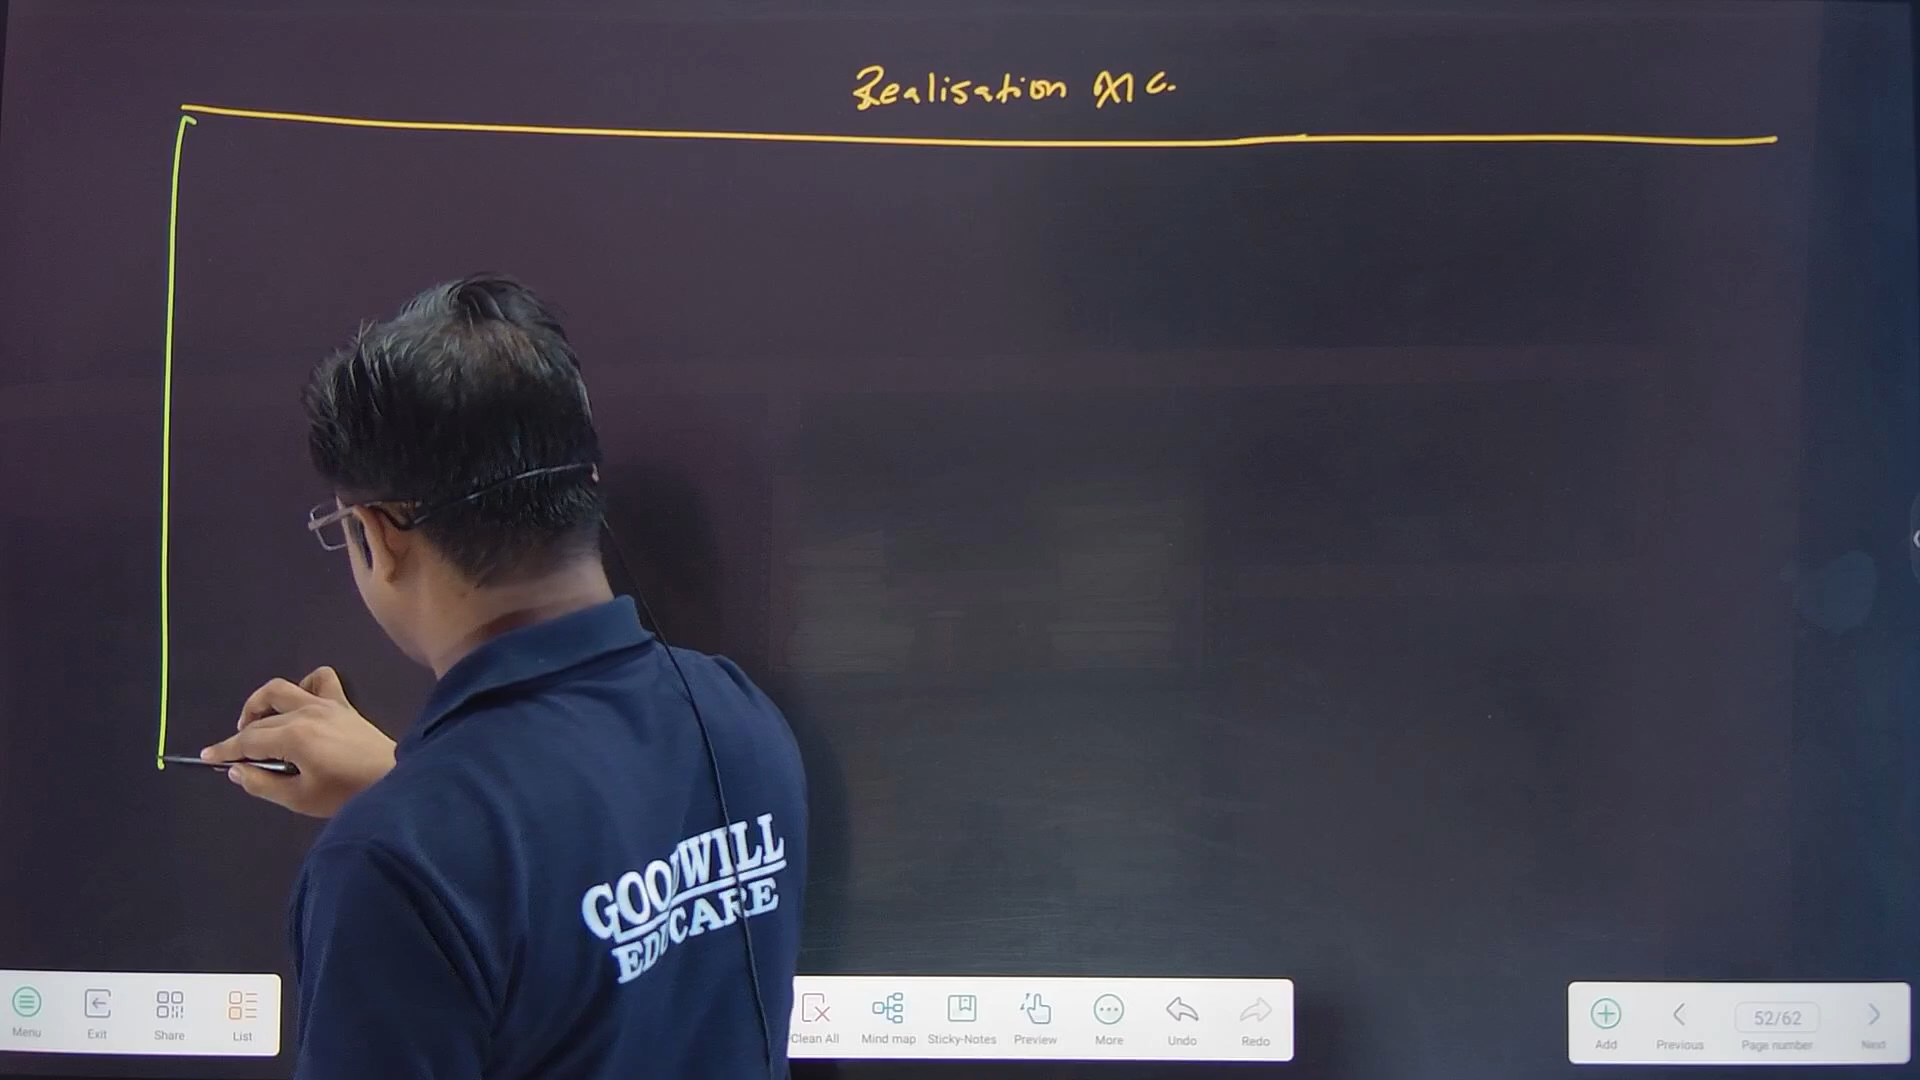 Realisation A/c.
GOODWILL
EDUCARE
Menu
Exit
Share
List
Clean All
Mind map
Sticky-Notes
Preview
More
Undo
Redo
Add
Previous
52/62
Page number
Next